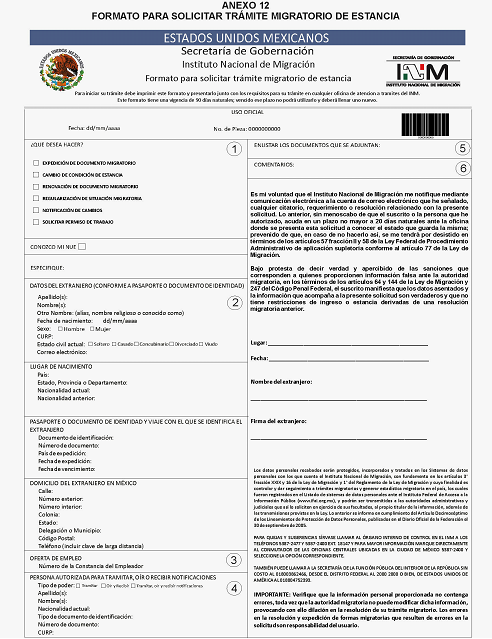 ANEXO 12
FORMATO PARA SOLICITAR TRÁMITE MIGRATORIO DE ESTANCIA
ESTADOS UNIDOS MEXICANOS
Secretaría de Gobernación
Instituto Nacional de Migración
Formato para solicitar trámite migratorio de estancia
ESTADOS UNIDOS MEXICANOS
SECRETARÍA DE GOBERNACIÓN
INM
INSTITUTO NACIONAL DE MIGRACIÓN
Para iniciar su trámite debe imprimir este formato y presentarlo junto con los requisitos para su trámite en cualquier oficina de atención a tramites del INM.
Este formato tiene una vigencia de 90 días naturales; vencido ese plazo no podrá utilizarlo y deberá llenar uno nuevo.
USO OFICIAL
Fecha: dd/mm/aaaa
No. de Pieza: 0000000000
¿QUE DESEA HACER?
1
EXPEDICIÓN DE DOCUMENTO MIGRATORIO
CAMBIO DE CONDICIÓN DE ESTANCIA
RENOVACIÓN DE DOCUMENTO MIGRATORIO
REGULARIZACIÓN DE SITUACIÓN MIGRATORIA
NOTIFICACIÓN DE CAMBIOS
SOLICITAR PERMISO DE TRABAJO
CONOZCO MI NUE
ESPECIFIQUE:
DATOS DEL EXTRANJERO (CONFORME A PASAPORTE O DOCUMENTO DE IDENTIDAD)
2
Apellido(s):
Nombre(s):
Otro Nombre: (alias, nombre religioso o conocido como)
Fecha de nacimiento: dd/mm/aaaa
Sexo: Hombre Mujer
CURP:
Estado civil actual: Soltero Casado Concubinario Divorciado Viudo
Correo electrónico:
LUGAR DE NACIMIENTO
País:
Estado, Provincia o Departamento:
Nacionalidad actual:
Nacionalidad anterior:
PASAPORTE O DOCUMENTO DE IDENTIDAD Y VIAJE CON EL QUE SE IDENTIFICA EL
EXTRANJERO
Documento de identificación:
Número de documento:
País de expedición:
Fecha de expedición:
Fecha de vencimiento:
DOMICILIO DEL EXTRANJERO EN MÉXICO
Calle:
Número exterior:
Número interior:
Colonia:
Estado:
Delegación o Municipio:
Código Postal:
Teléfono (incluir clave de larga distancia)
OFERTA DE EMPLEO
3
Número de la Constancia del Empleador
PERSONA AUTORIZADA PARA TRAMITAR, OÍR O RECIBIR NOTIFICACIONES
4
Tipo de poder: Tramitar Oir y Recibir Tramitar, oir y recibir notificaciones
Apellido(s):
Nombre(s):
Nacionalidad actual:
Tipo de documento de identificación:
Número de documento:
CURP:
ENLISTAR LOS DOCUMENTOS QUE SE ADJUNTAN:
5
COMENTARIOS:
6
Es mi voluntad que el Instituto Nacional de Migración me notifique mediante
comunicación electrónica a la cuenta de correo electrónico que he señalado,
cualquier citatorio, requerimiento o resolución relacionado con la presente
solicitud. Lo anterior, sin menoscabo de que el suscrito o la persona que he
autorizado, acuda en un plazo no mayor a 20 días naturales ante la oficina
donde se presenta esta solicitud a conocer el estado que guarda la misma;
prevenido de que, en caso de no hacerlo así, se me tendrá por desistido en
términos de los artículos 57 fracción II y 58 de la Ley Federal de Procedimiento
Administrativo de aplicación supletoria conforme al artículo 77 de la Ley de
Migración.
Bajo protesta de decir verdad y apercibido de las sanciones que
corresponden a quienes proporcionen información falsa ante la autoridad
migratoria, en los términos de los artículos 64 y 144 de la Ley de Migración y
247 del Código Penal Federal, el suscrito manifiesta que los datos asentados y
la información que acompaña a la presente solicitud son verdaderos y que no
tiene restricciones de ingreso o estancia derivadas de una resolución
migratoria anterior.
Lugar:
Fecha:
Nombre del extranjero:
Firma del extranjero:
Los datos personales recabados serán protegidos, incorporados y tratados en los Sistemas de datos
personales con los que cuenta el Instituto Nacional de Migración, con fundamento en los artículos 3°
fracción XXIX y 16 de la Ley de Migración y 1° del Reglamento de la Ley de Migración y cuya finalidad es
controlar y dar seguimiento a trámites migratorios y generar estadística migratoria en el país, los cuales
fueron registrados en el Listado de sistemas de datos personales ante el Instituto Federal de Acceso a la
Información Pública (www.ifai.org.mx), y podrán ser transmitidos a las autoridades administrativas y
judiciales que así lo soliciten en ejercicio de sus facultades, al propio titular de la información, además de
las transmisiones previstas en la Ley. Lo anterior se informa en cumplimiento del Artículo Decimoséptimo
de los Lineamientos de Protección de Datos Personales, publicados en el Diario Oficial de la Federación el
30 de septiembre de 2005.
PARA QUEJAS Y SUGERENCIAS SÍRVASE LLAMAR AL ÓRGANO INTERNO DE CONTROL EN EL INM A LOS
TELÉFONOS 5387-2477 Y 5387-2400 EXT. 18147 Y PARA MAYOR INFORMACIÓN MARQUE DIRECTAMENTE
AL CONMUTADOR DE LAS OFICINAS CENTRALES UBICADAS EN LA CIUDAD DE MÉXICO 5387-2400 Y
SELECCIONE LA OPCIÓN CORRESPONDIENTE.
TAMBIÉN PUEDE LLAMAR A LA SECRETARÍA DE LA FUNCIÓN PÚBLICA DEL INTERIOR DE LA REPÚBLICA SIN
COSTO AL 018003862466, DESDE EL DISTRITO FEDERAL AL 2000 2000 O BIEN, DE ESTADOS UNIDOS DE
AMÉRICA AL 018004752393.
IMPORTANTE: Verifique que la Información personal proporcionada no contenga
errores, toda vez que la autoridad migratoria no puede modificar dicha información,
provocando con ello dilación en la resolución de su trámite migratorio. Los errores
en la resolución y expedición de formas migratorias que resulten de errores en la
solicitud son responsabilidad del usuario.